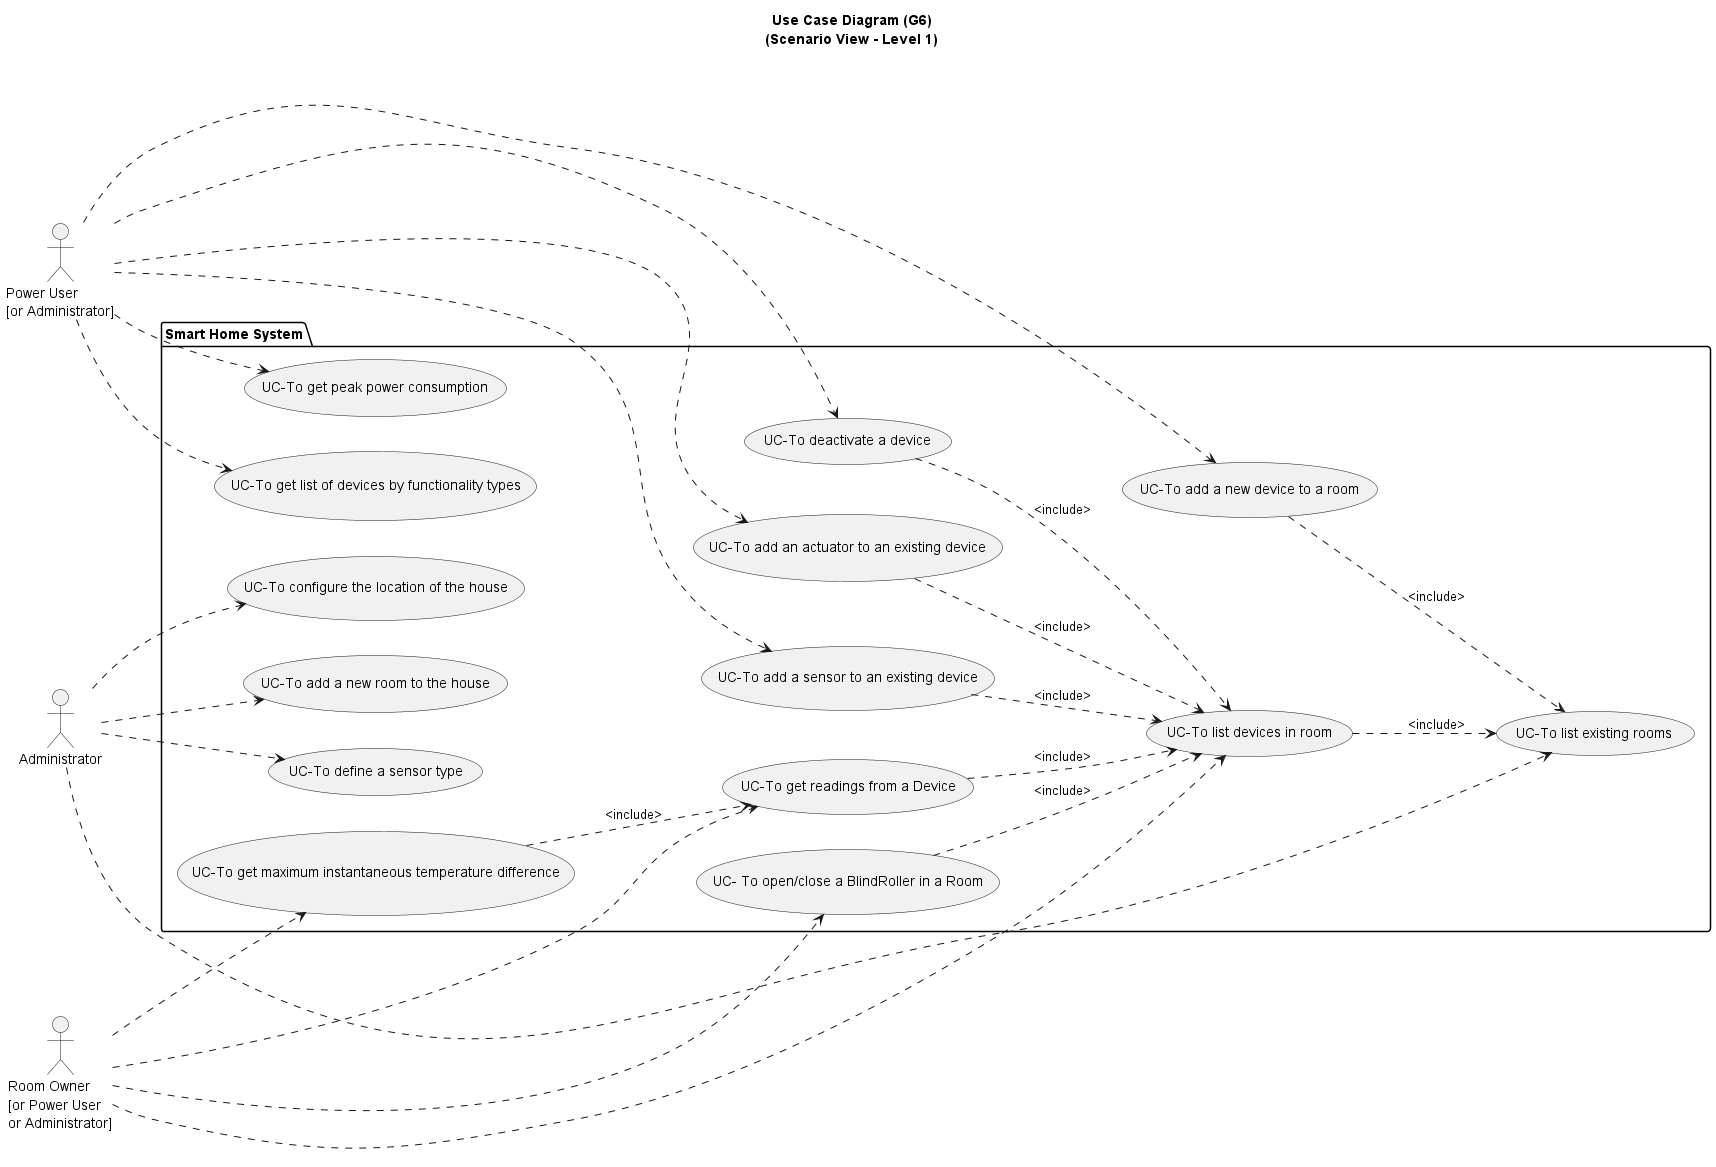 Use Case Diagram (G6)
(Scenario View - Level 1)
Power User
[or Administrator]
Smart Home System
UC-To get peak power consumption
UC-To deactivate a device
UC-To get list of devices by functionality types
UC-To add a new device to a room
<include>
UC-To add an actuator to an existing device
UC-To configure the location of the house
<include>
<include>
UC-To add a sensor to an existing device
UC-To add a new room to the house
<include>
Administrator
UC-To list devices in room
<include>
UC-To list existing rooms
UC-To define a sensor type
<include>
UC-To get readings from a Device
<include>
<include>
UC-To get maximum instantaneous temperature difference
UC- To open/close a BlindRoller in a Room
Room Owner
[or Power User
or Administrator]